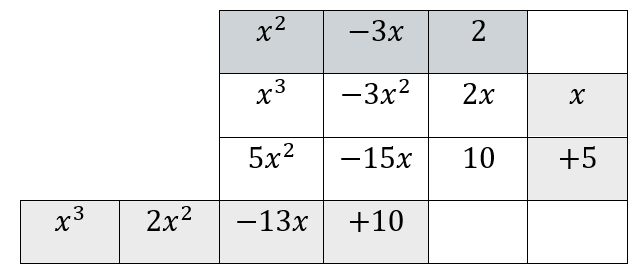 x² −3x 2
x³ −3x² 2x x
5x² −15x 10 +5
x³ 2x² −13x +10